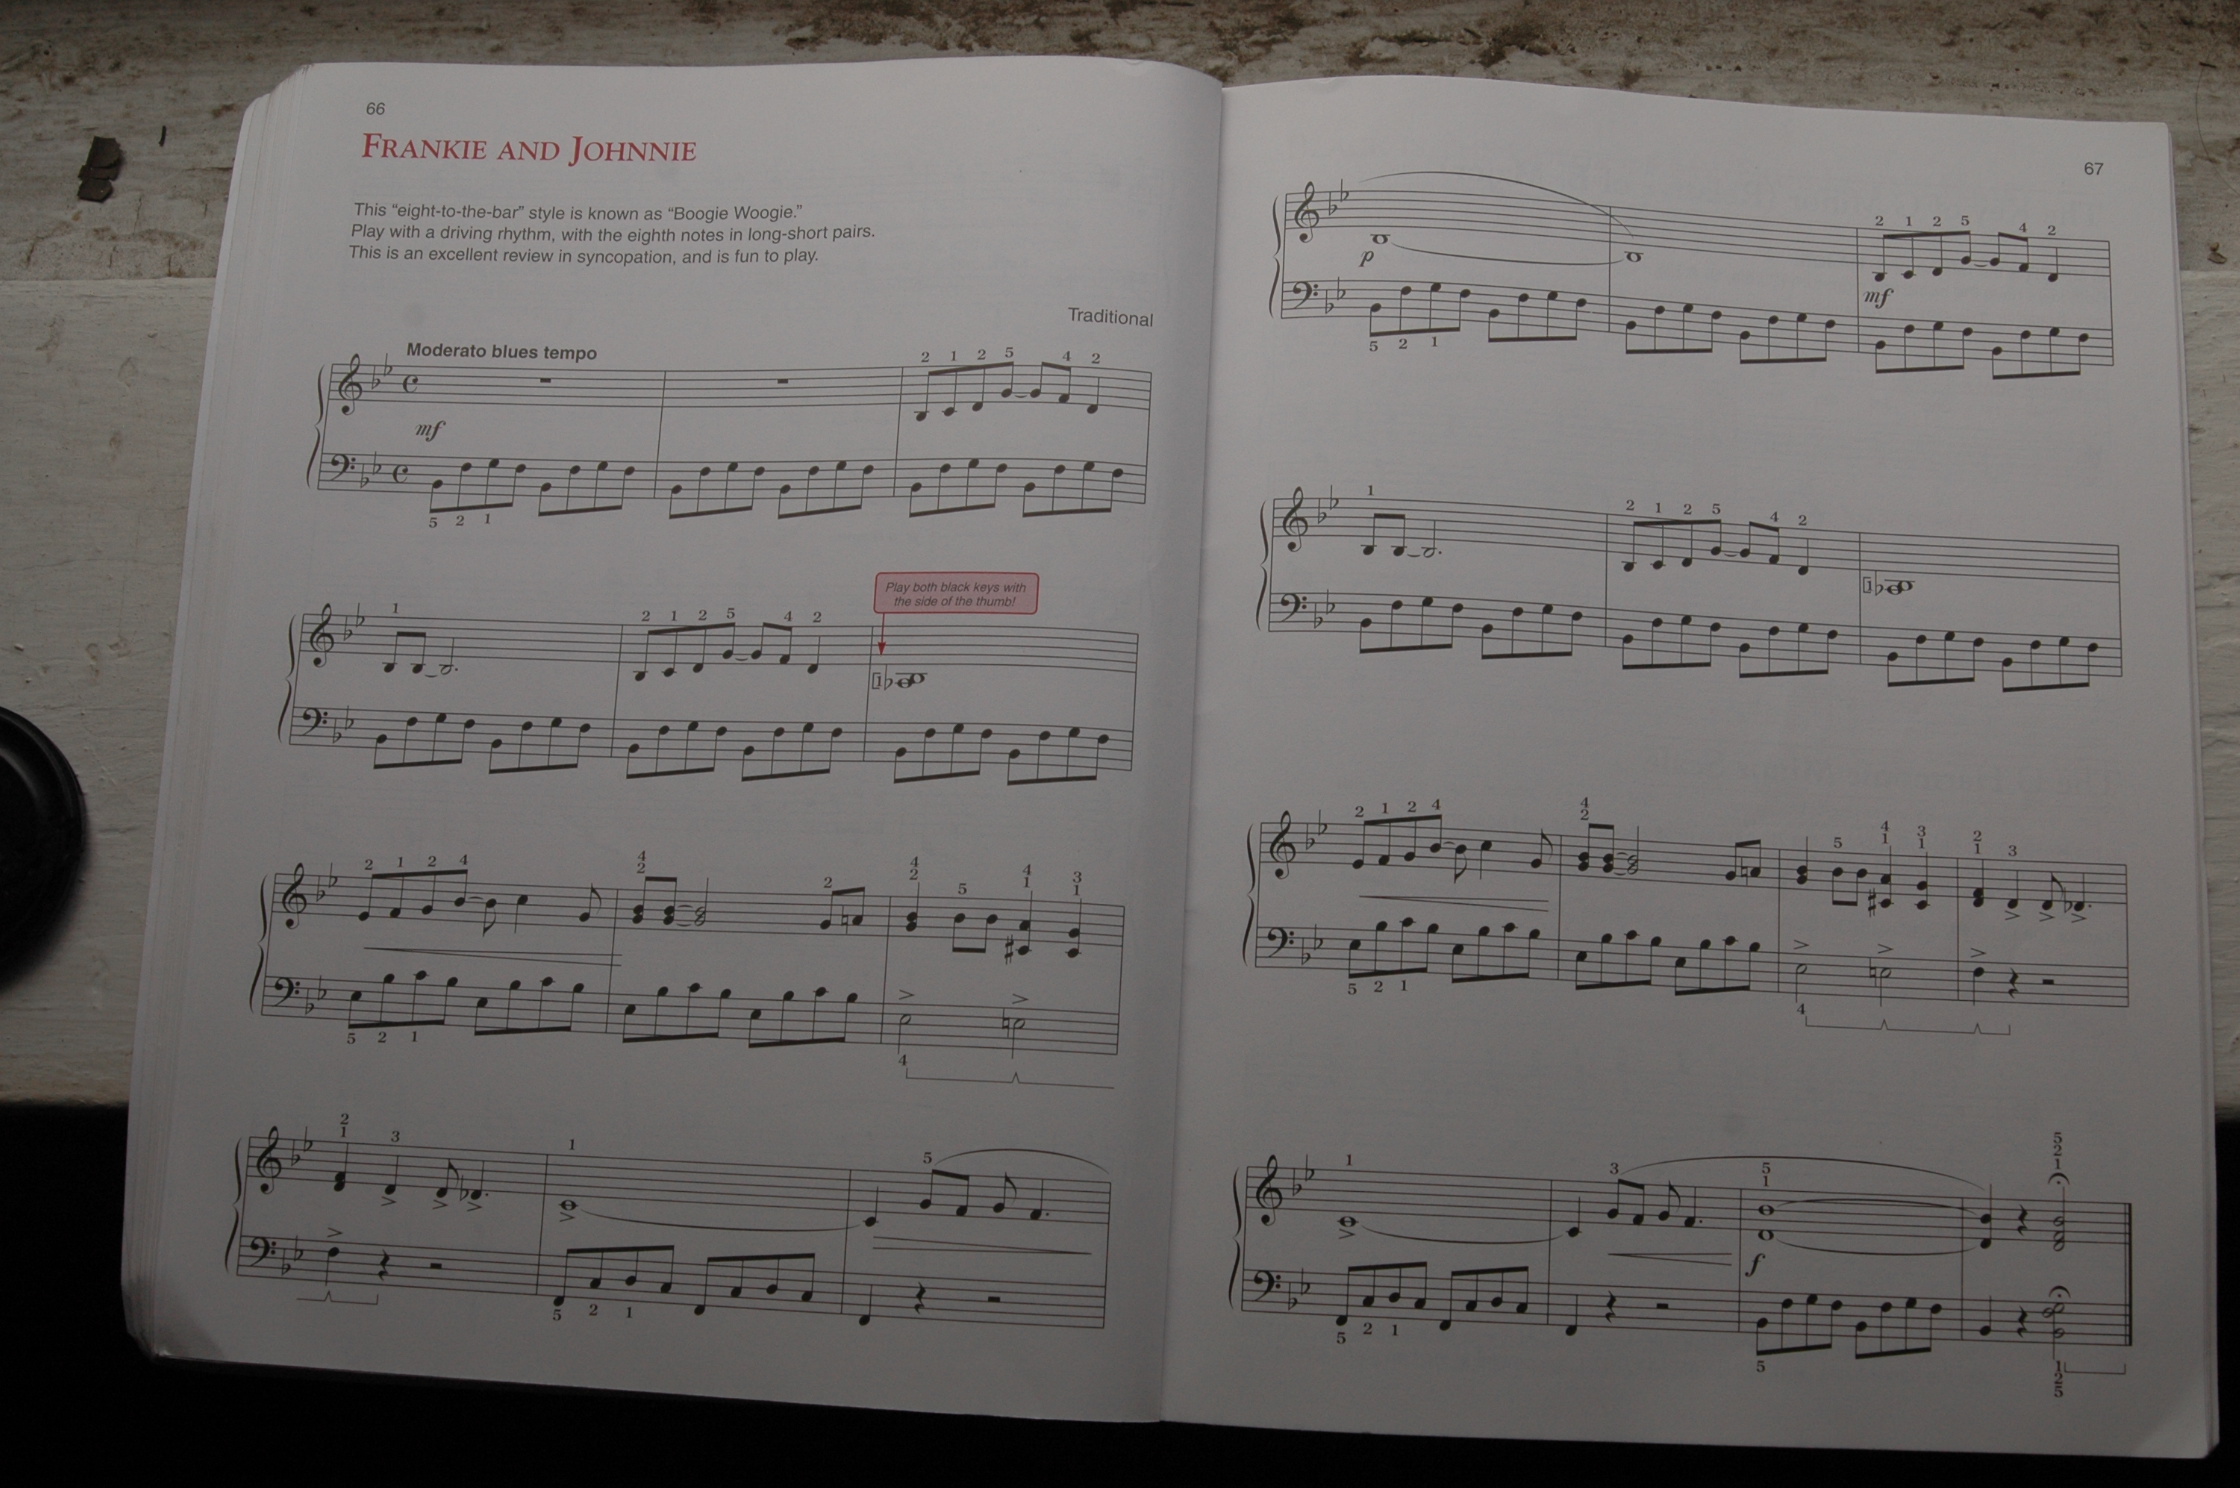 66
FRANKIE AND JOHNNIE
This “eight-to-the-bar” style is known as “Boogie Woogie.”
Play with a driving rhythm, with the eighth notes in long-short pairs.
This is an excellent review in syncopation, and is fun to play.
Traditional
Moderato blues tempo
2 1 2 5 4 2
mf
5 2 1
Play both black keys with
the side of the thumb!
1
2 1 2 5 4 2
1
4 4 4
2 1 2 4 2 2 2 5 1 3 1
5 2 1
4
2
1 3
1
5
5 2 1
67
2 1 2 5 4 2
p
mf
5 2 1
1
2 1 2 5 4 2
1
4 4 3 2
2 1 2 4 2 5 1 1 1 3
5 2 1
4
5
2
1
1
3
5
1
f
5 2 1
5
1
2
5